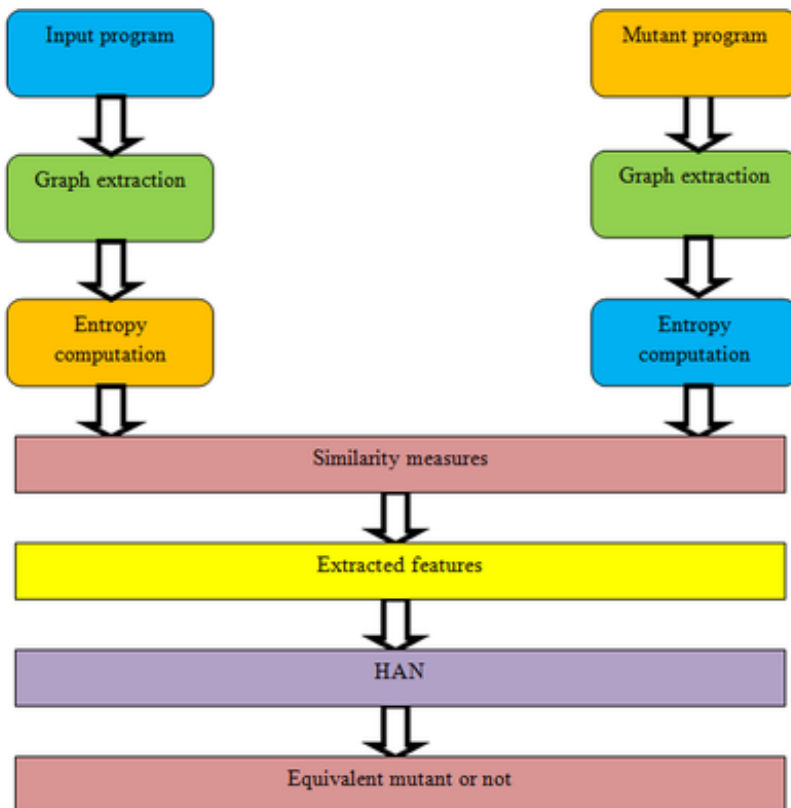 Input program
Mutant program
Graph extraction
Graph extraction
Entropy
computation
Entropy
computation
Similarity measures
Extracted features
HAN
Equivalent mutant or not